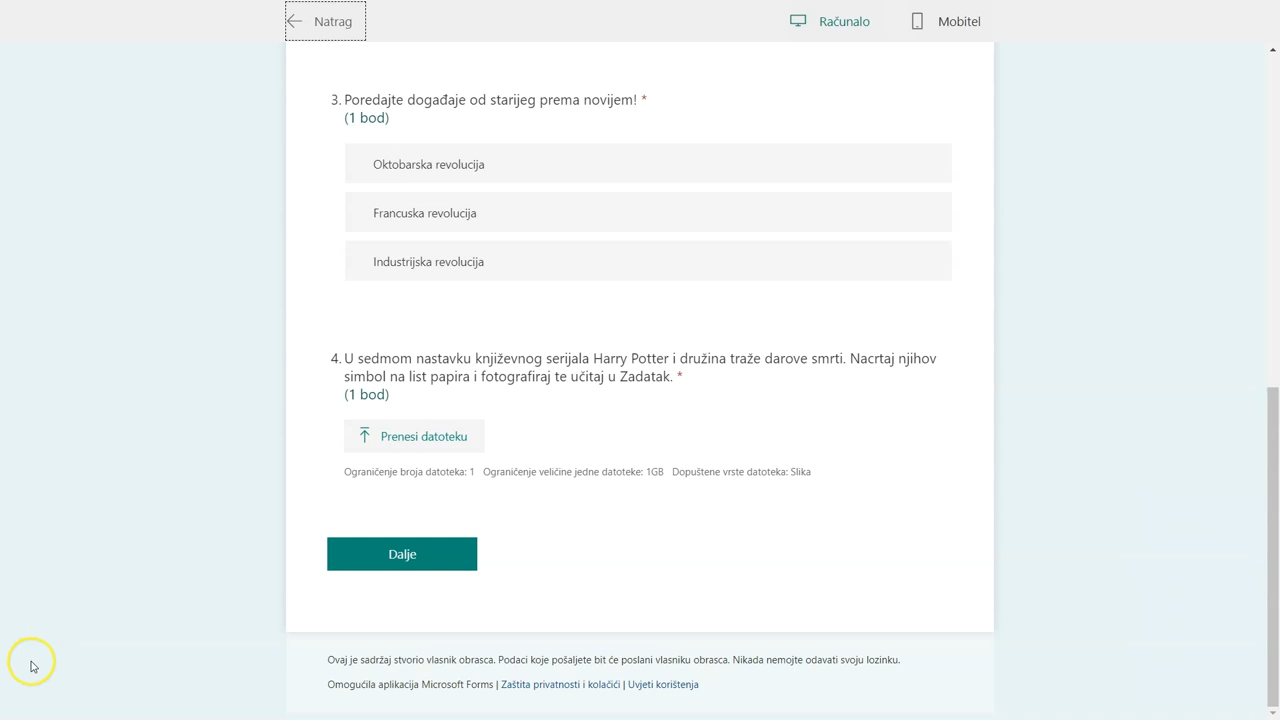 Natrag
Računalo
Mobitel
3. Poredajte događaje od starijeg prema novijem! *
(1 bod)
Oktobarska revolucija
Francuska revolucija
Industrijska revolucija
4. U sedmom nastavku književnog serijala Harry Potter i družina traže darove smrti. Nacrtaj njihov
simbol na list papira i fotografiraj te učitaj u Zadatak. *
(1 bod)
Prenesi datoteku
Ograničenje broja datoteka: 1 Ograničenje veličine jedne datoteke: 1GB Dopuštene vrste datoteka: Slika
Dalje
Ovaj je sadržaj stvorio vlasnik obrasca. Podaci koje pošaljete bit će poslani vlasniku obrasca. Nikada nemojte odavati svoju lozinku.
Omogućila aplikacija Microsoft Forms | Zaštita privatnosti i kolačići | Uvjeti korištenja